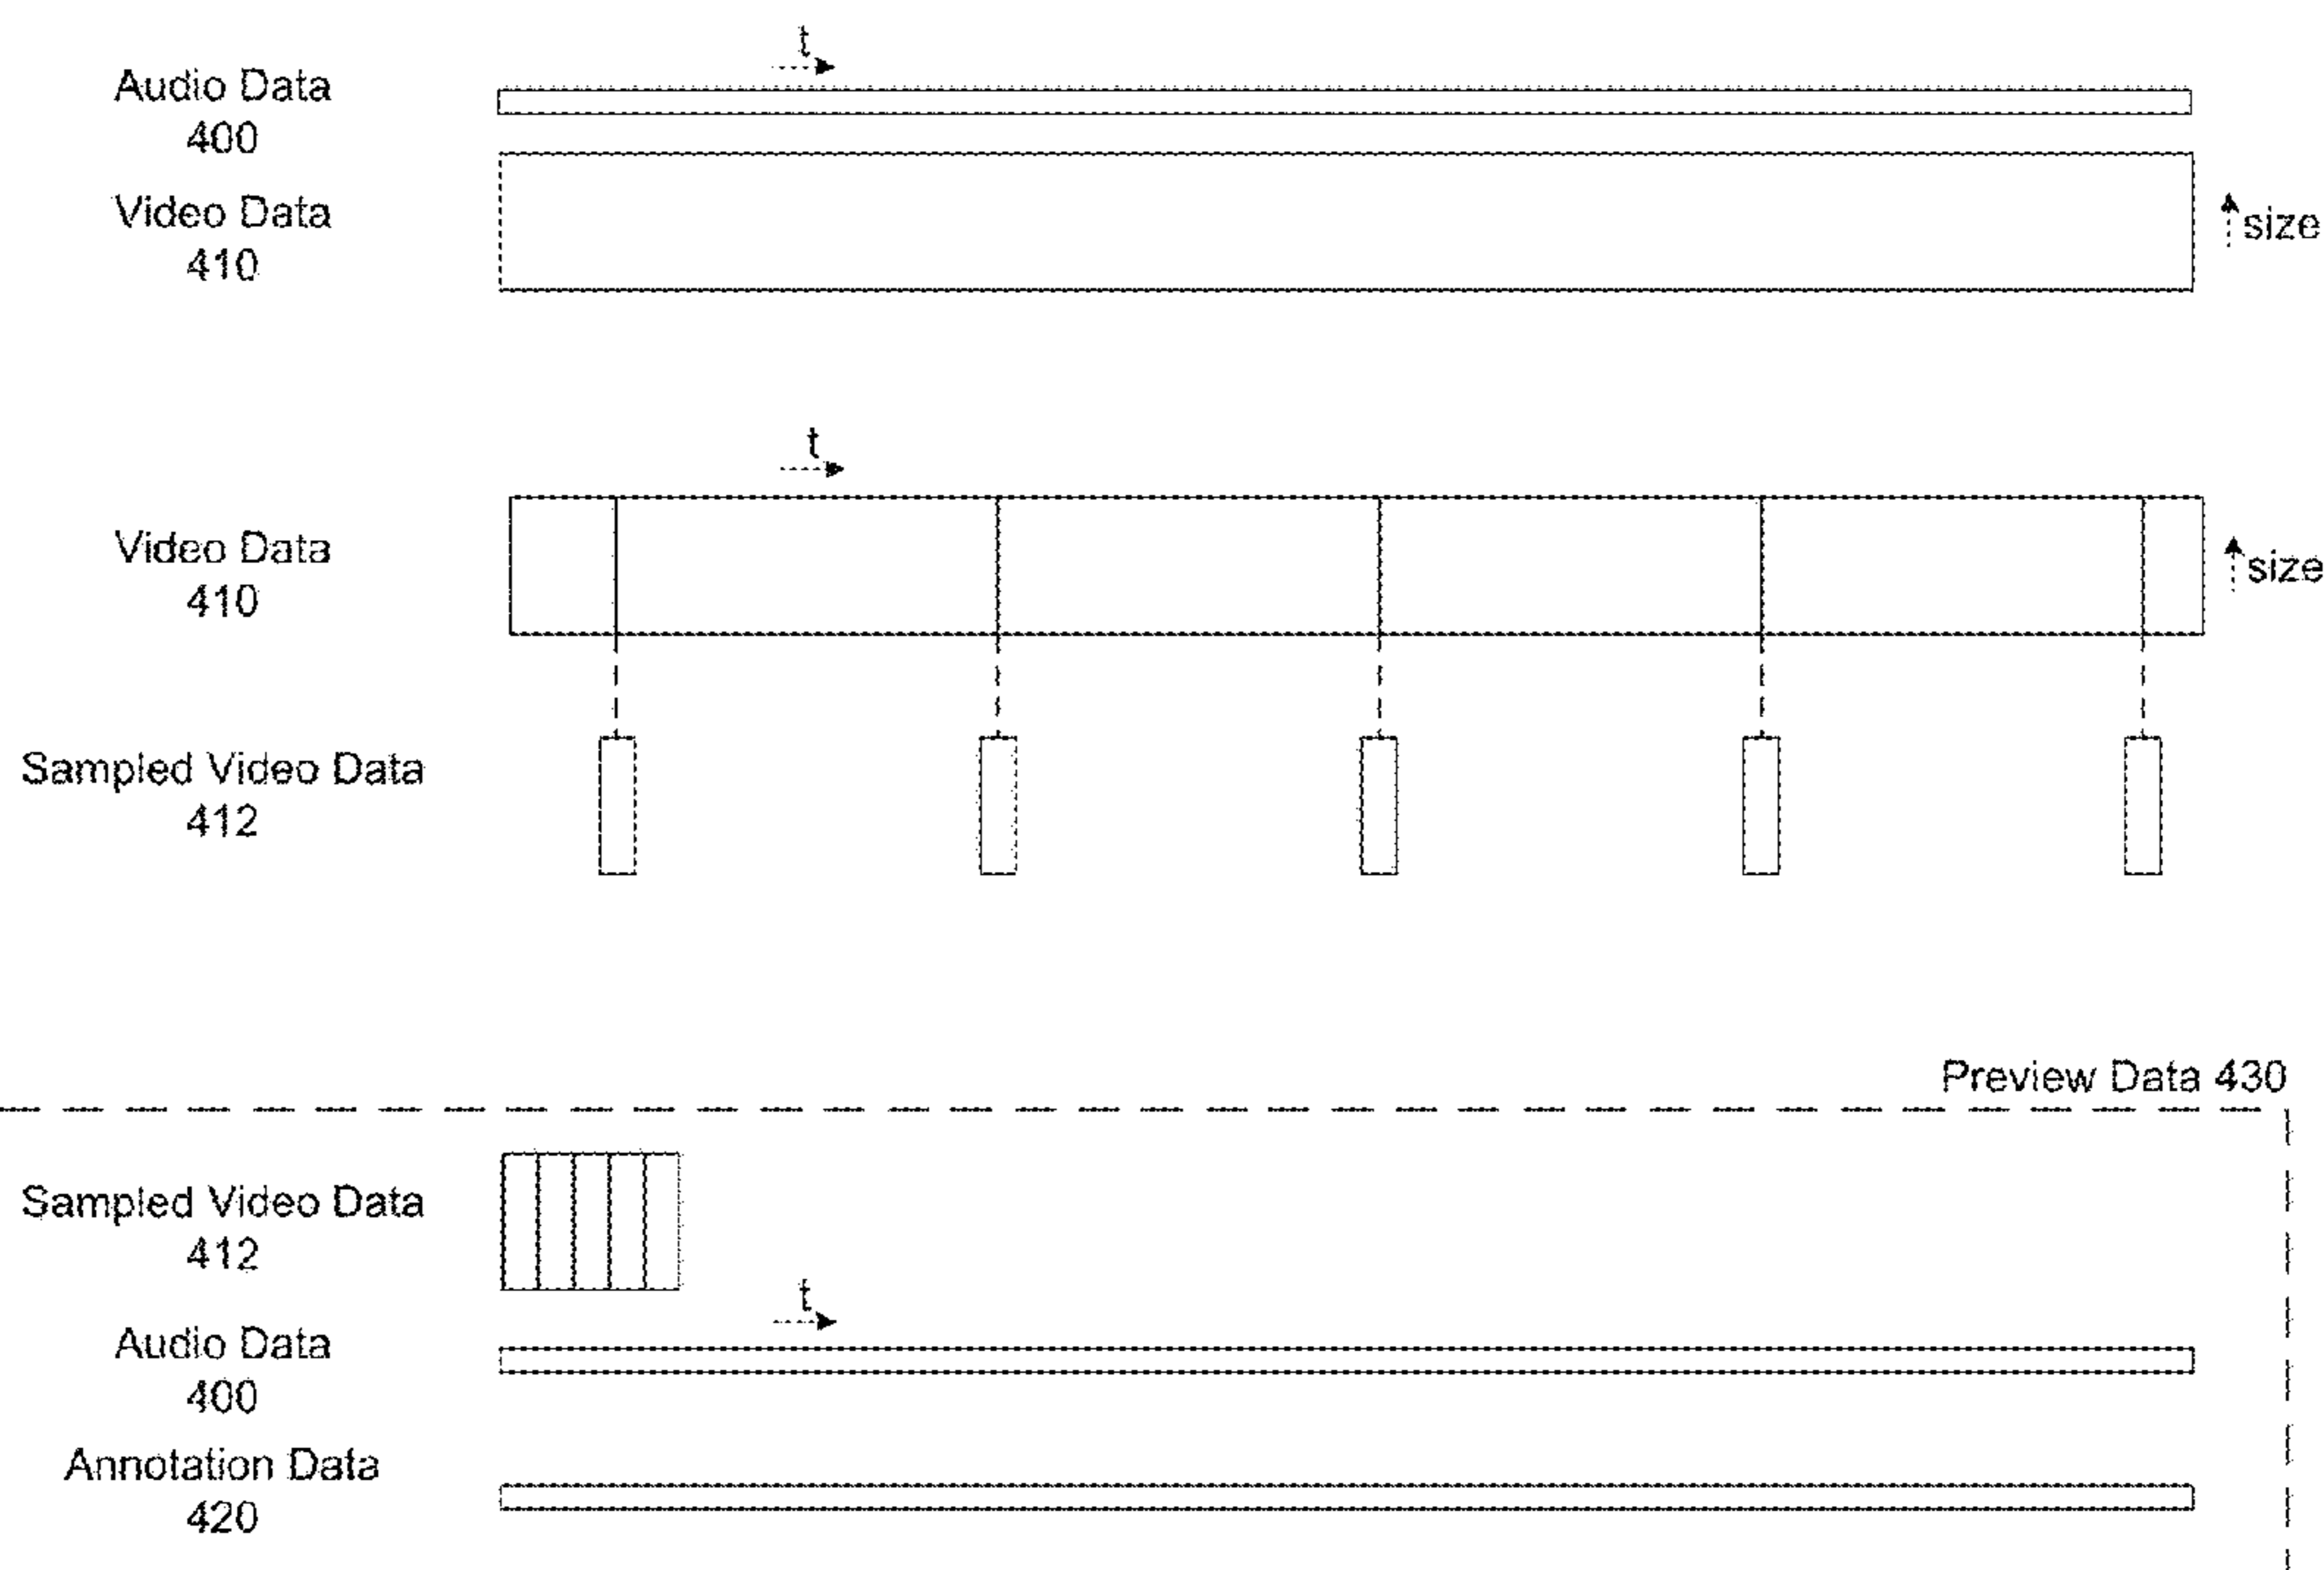 t
Audio Data
400
Video Data
410
size
t
Video Data
410
size
Sampled Video Data
412
Preview Data 430
Sampled Video Data
412
t
Audio Data
400
Annotation Data
420